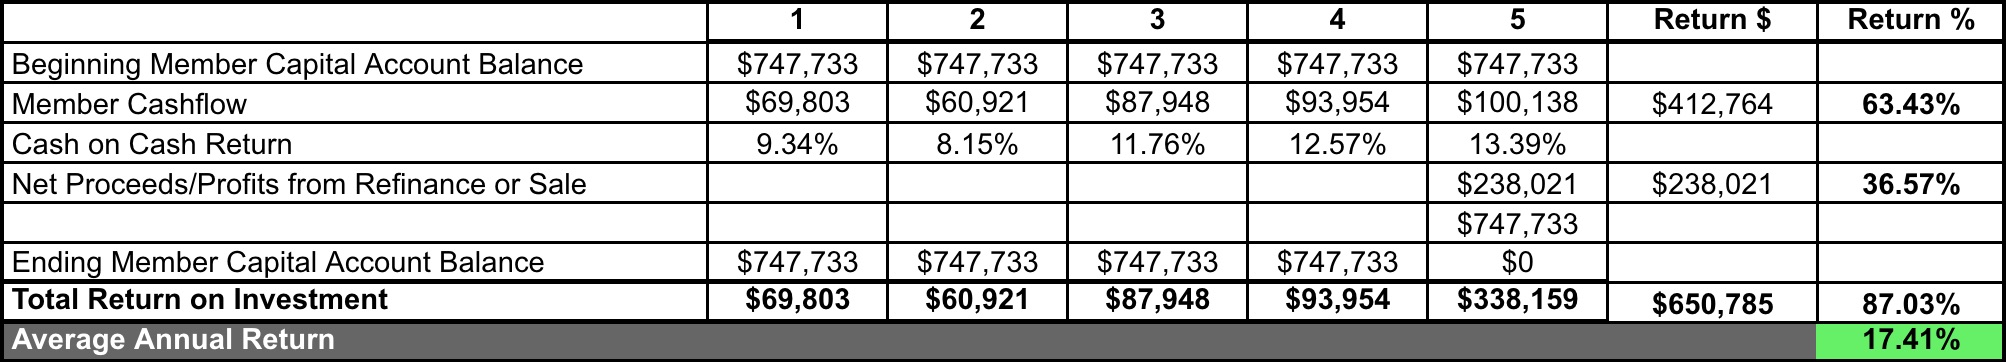 1 2 3 4 5 Return $ Return %
Beginning Member Capital Account Balance $747,733 $747,733 $747,733 $747,733 $747,733
Member Cashflow $69,803 $60,921 $87,948 $93,954 $100,138 $412,764 63.43%
Cash on Cash Return 9.34% 8.15% 11.76% 12.57% 13.39%
Net Proceeds/Profits from Refinance or Sale $238,021 $238,021 36.57%
$747,733
Ending Member Capital Account Balance $747,733 $747,733 $747,733 $747,733 $0
Total Return on Investment $69,803 $60,921 $87,948 $93,954 $338,159 $650,785 87.03%
Average Annual Return 17.41%